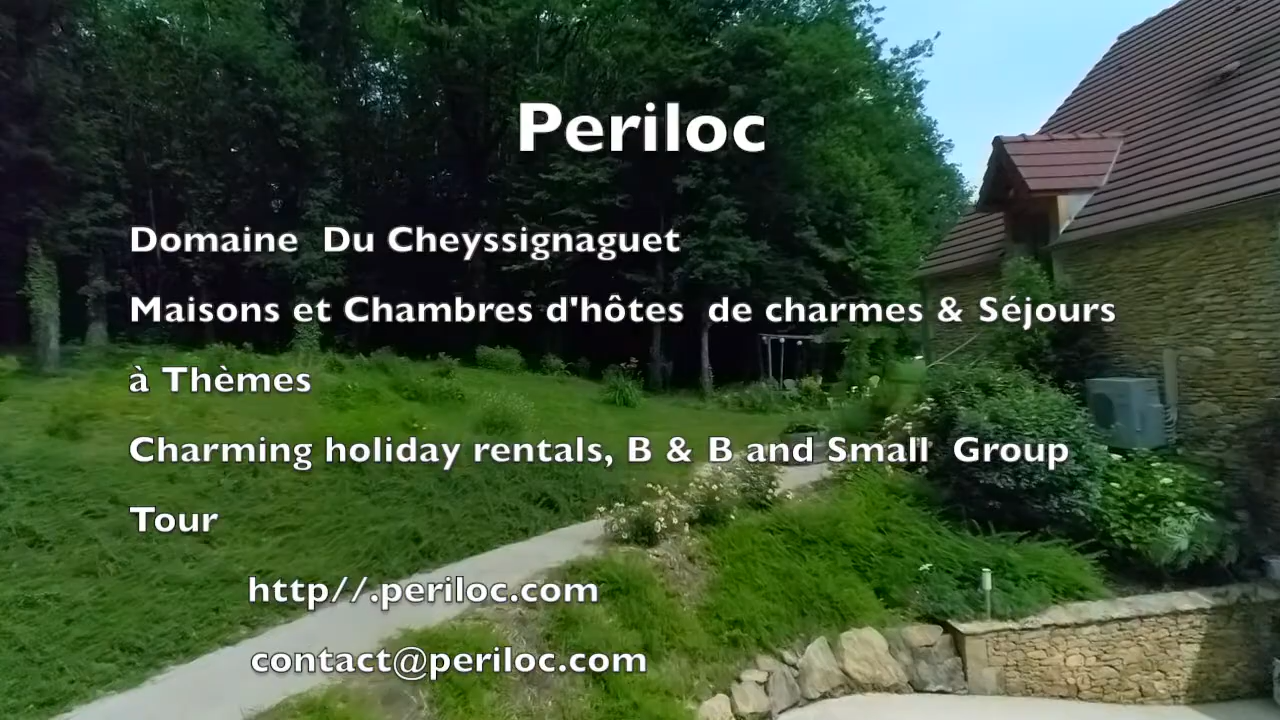 Periloc
Domaine Du Cheyssignaguet
Maisons et Chambres d'hôtes de charmes & Séjours
à Thèmes
Charming holiday rentals, B & B and Small Group
Tour
http//.periloc.com
contact@periloc.com